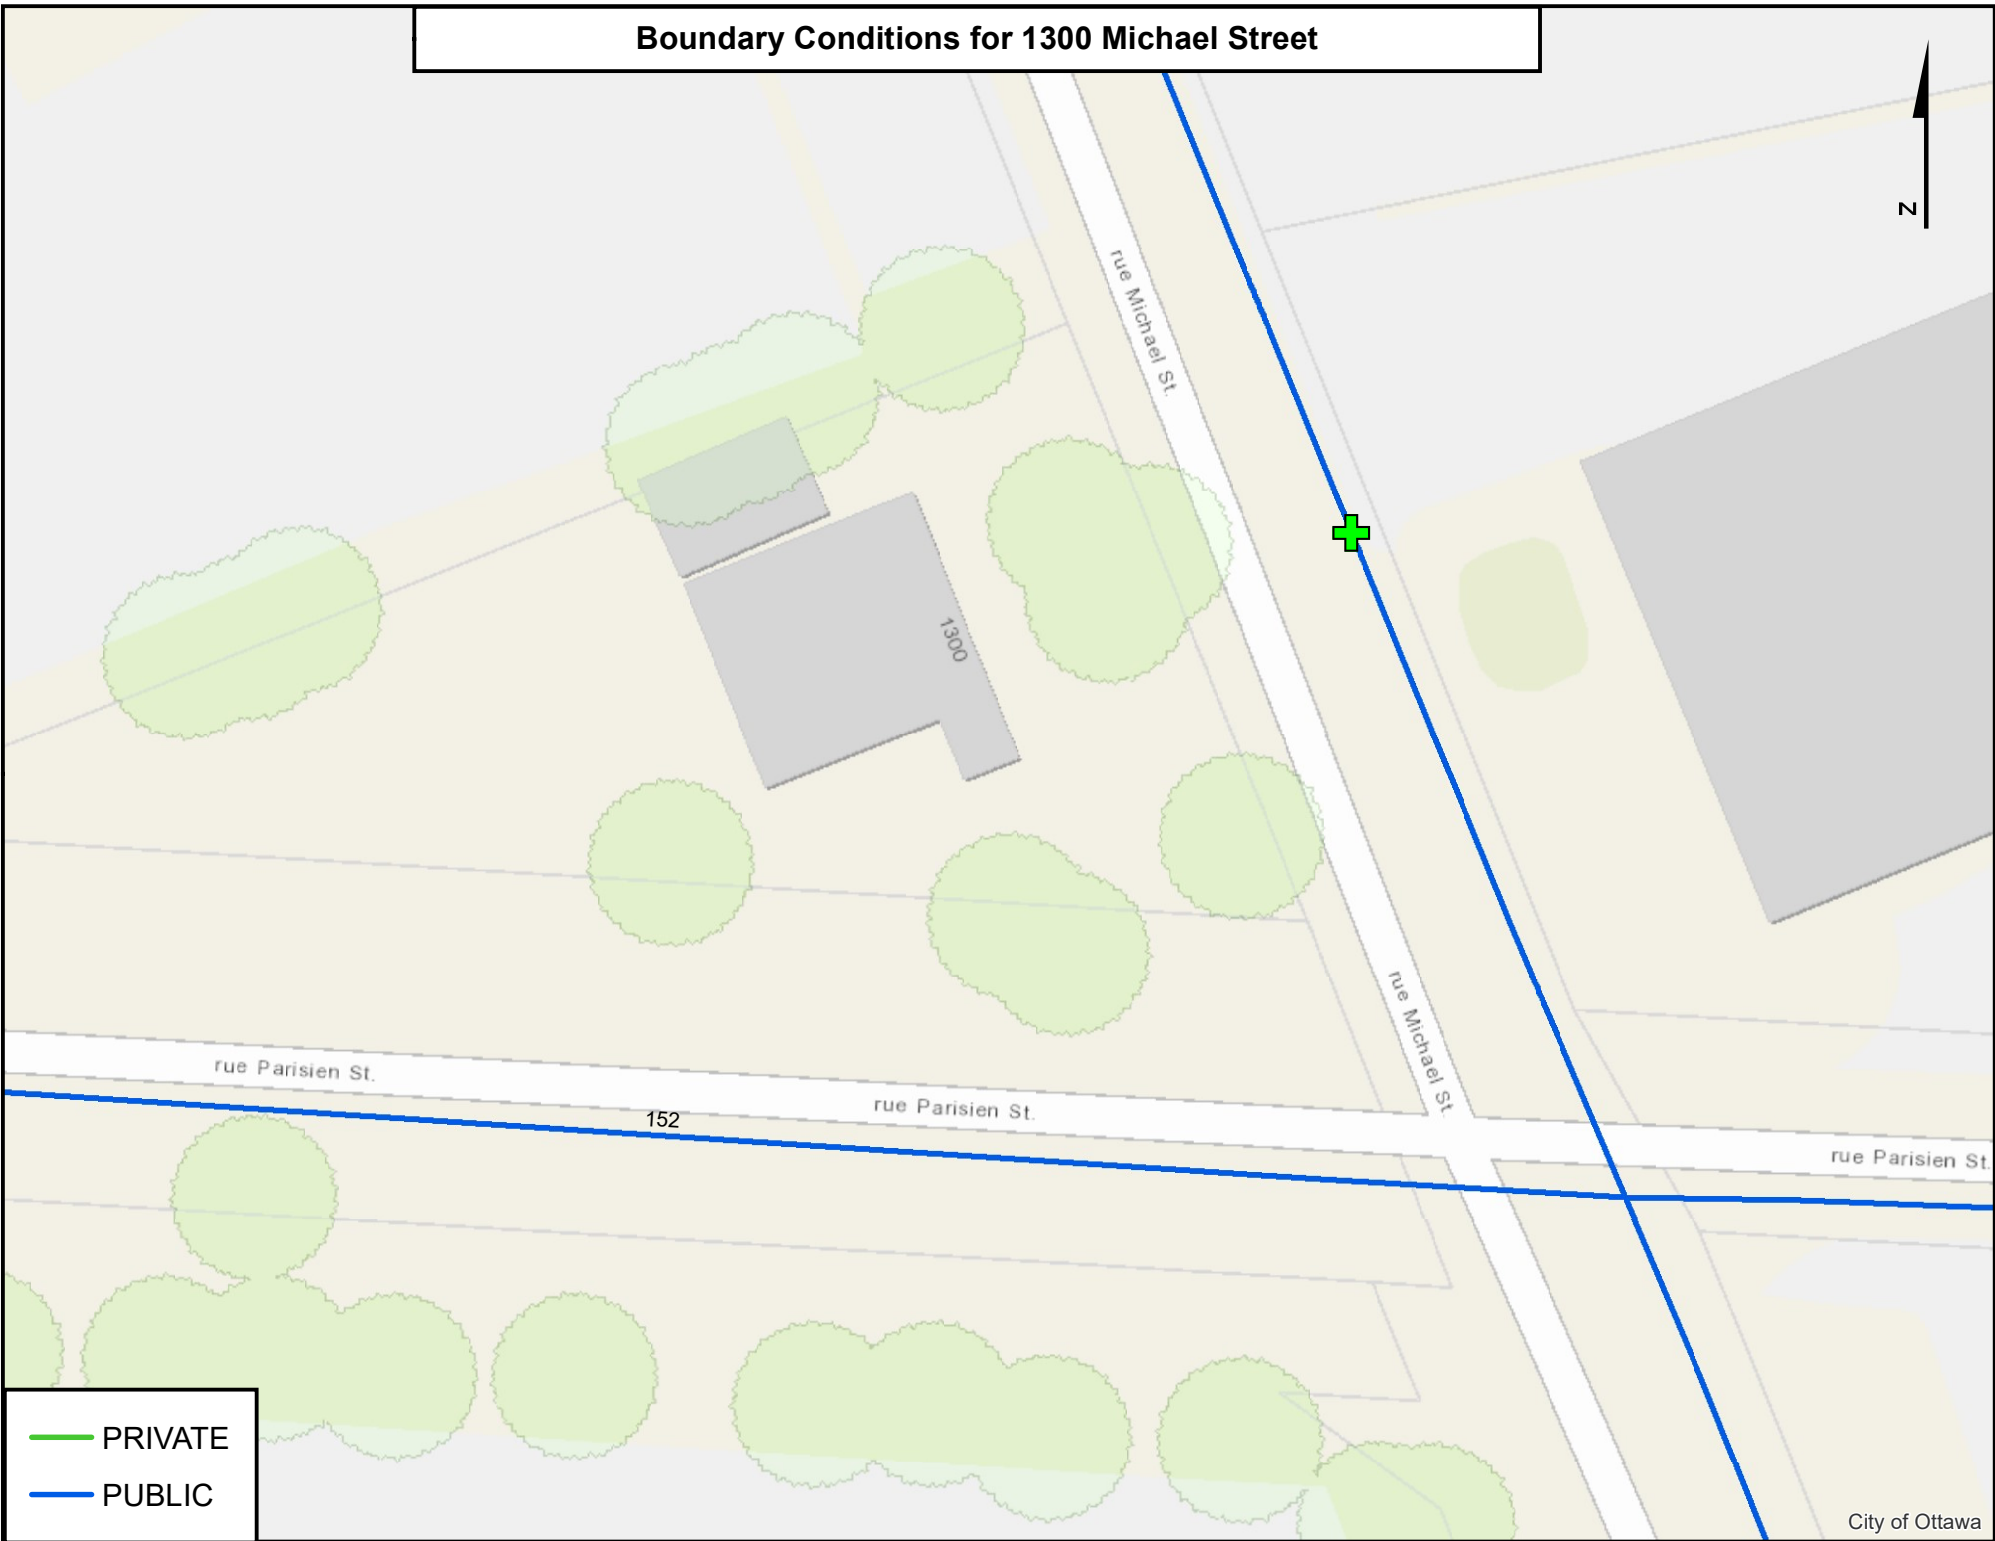 Boundary Conditions for 1300 Michael Street
N
rue Michael St.
1300
rue Michael St.
rue Parisien St.
152
rue Parisien St.
rue Parisien St.
PRIVATE
PUBLIC
City of Ottawa